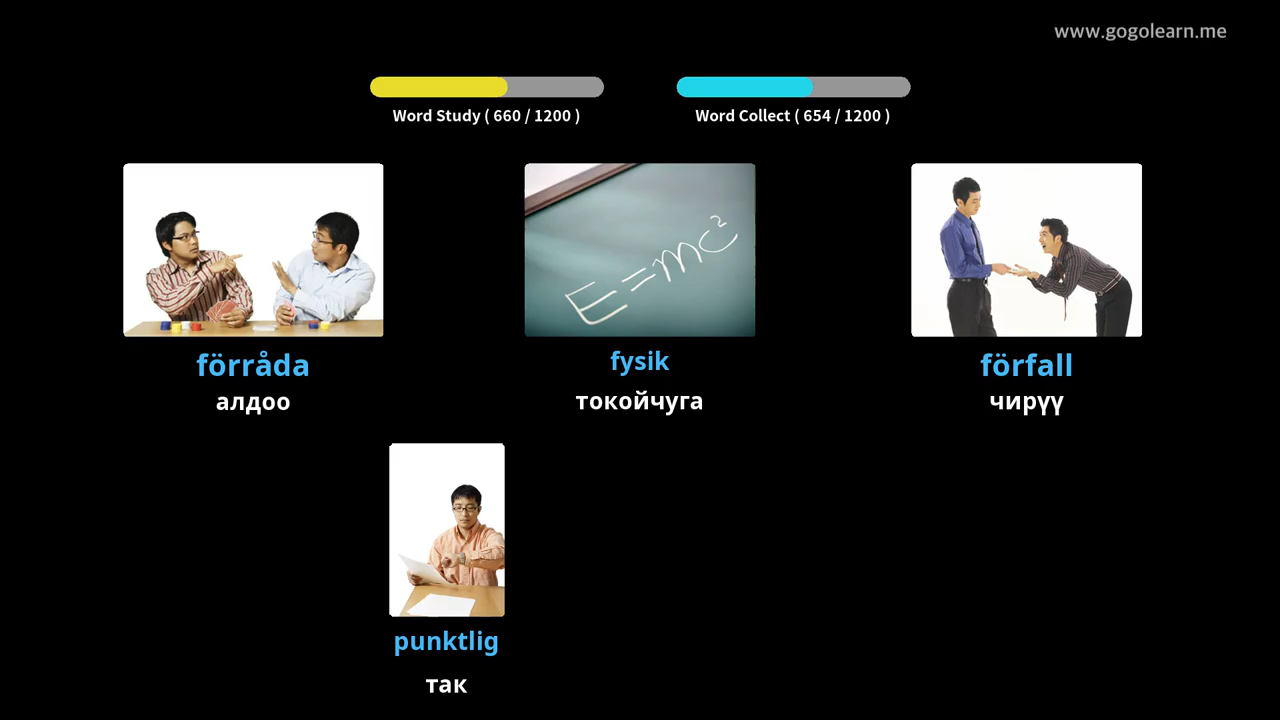 www.gogolearn.me
Word Study ( 660 / 1200 )
Word Collect ( 654 / 1200 )
E=mc²
förråda
алдоо
fysik
токойчуга
förfall
чирүү
punktlig
так